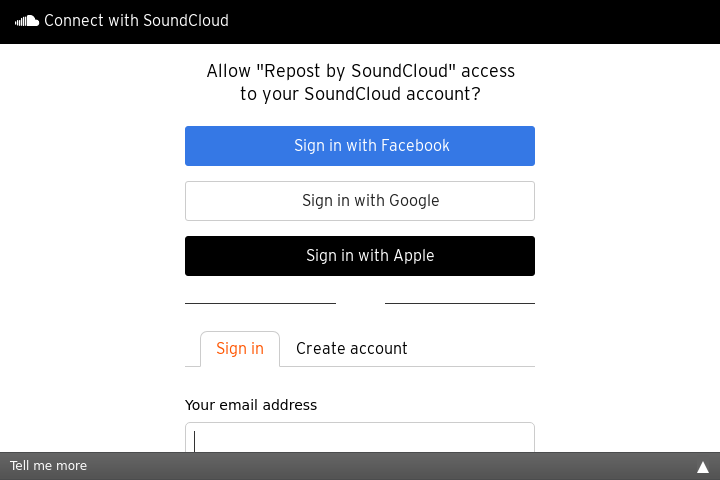 Connect with SoundCloud
Allow "Repost by SoundCloud" access
to your SoundCloud account?
Sign in with Facebook
Sign in with Google
Sign in with Apple
Sign in
Create account
Your email address
Tell me more